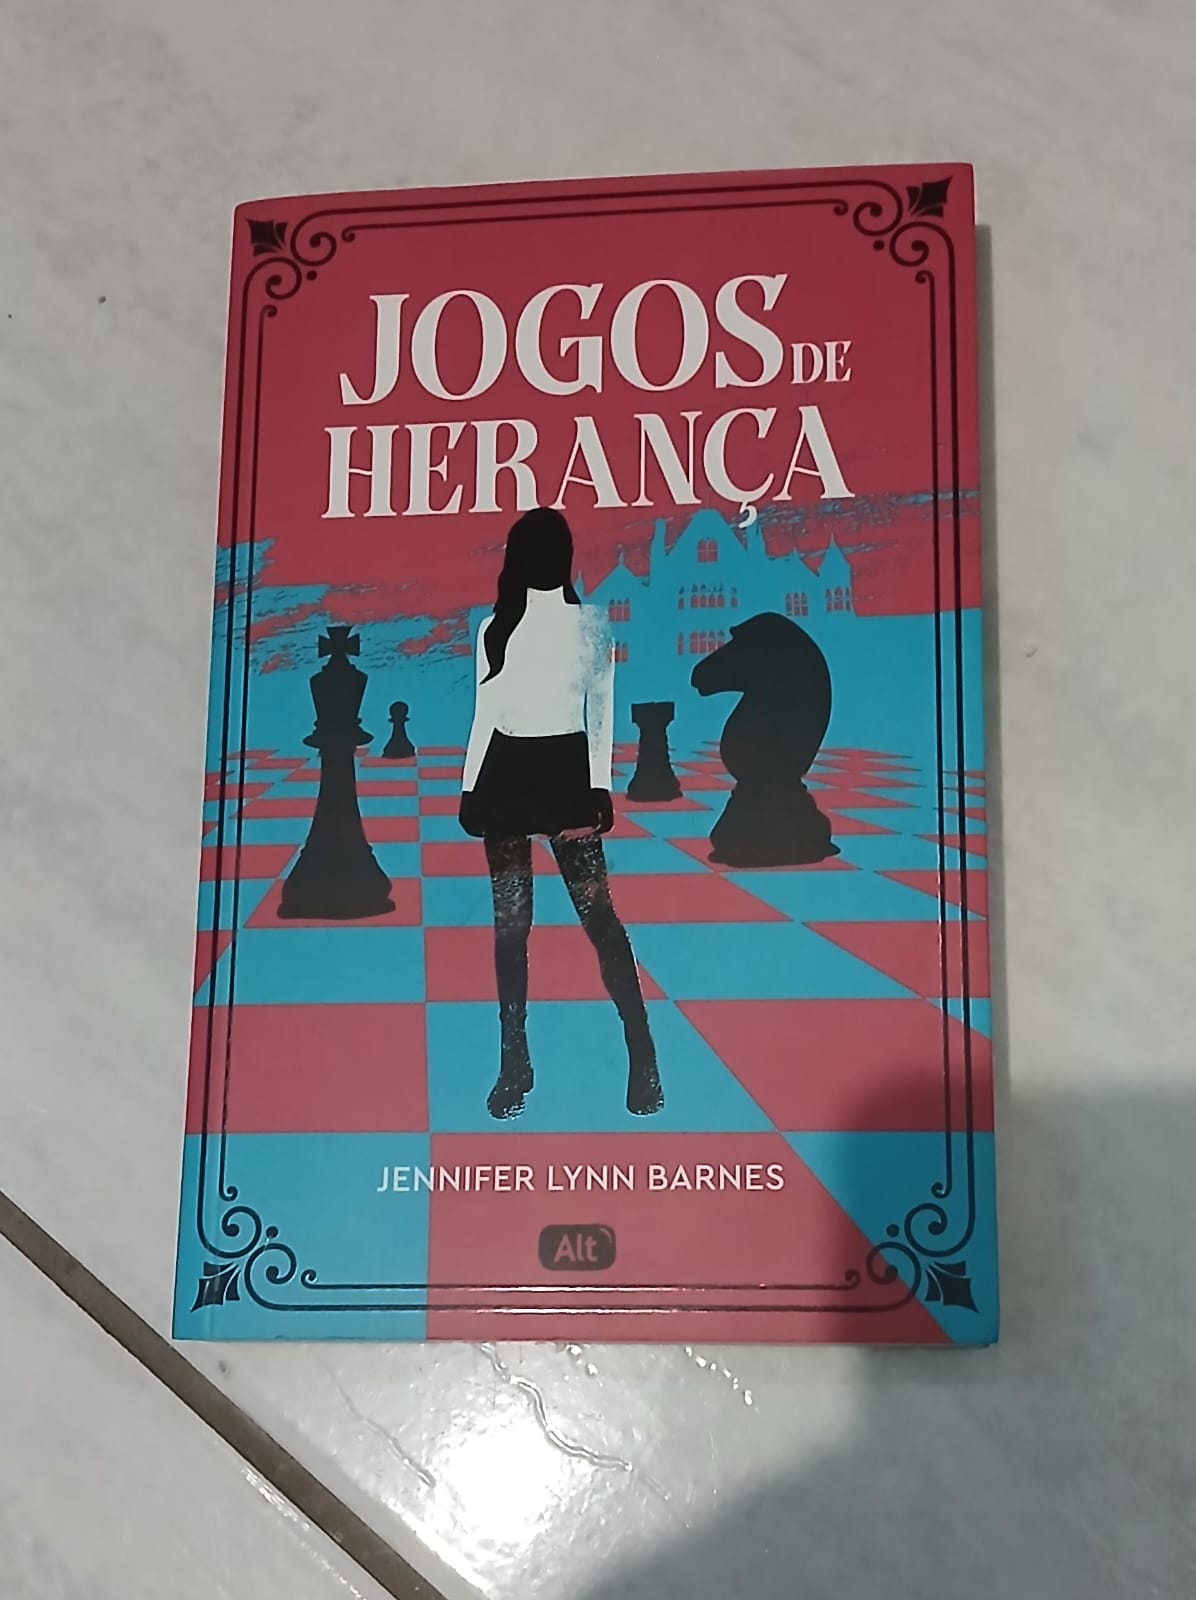 JOGOS DE
HERANÇA
JENNIFER LYNN BARNES
Alt